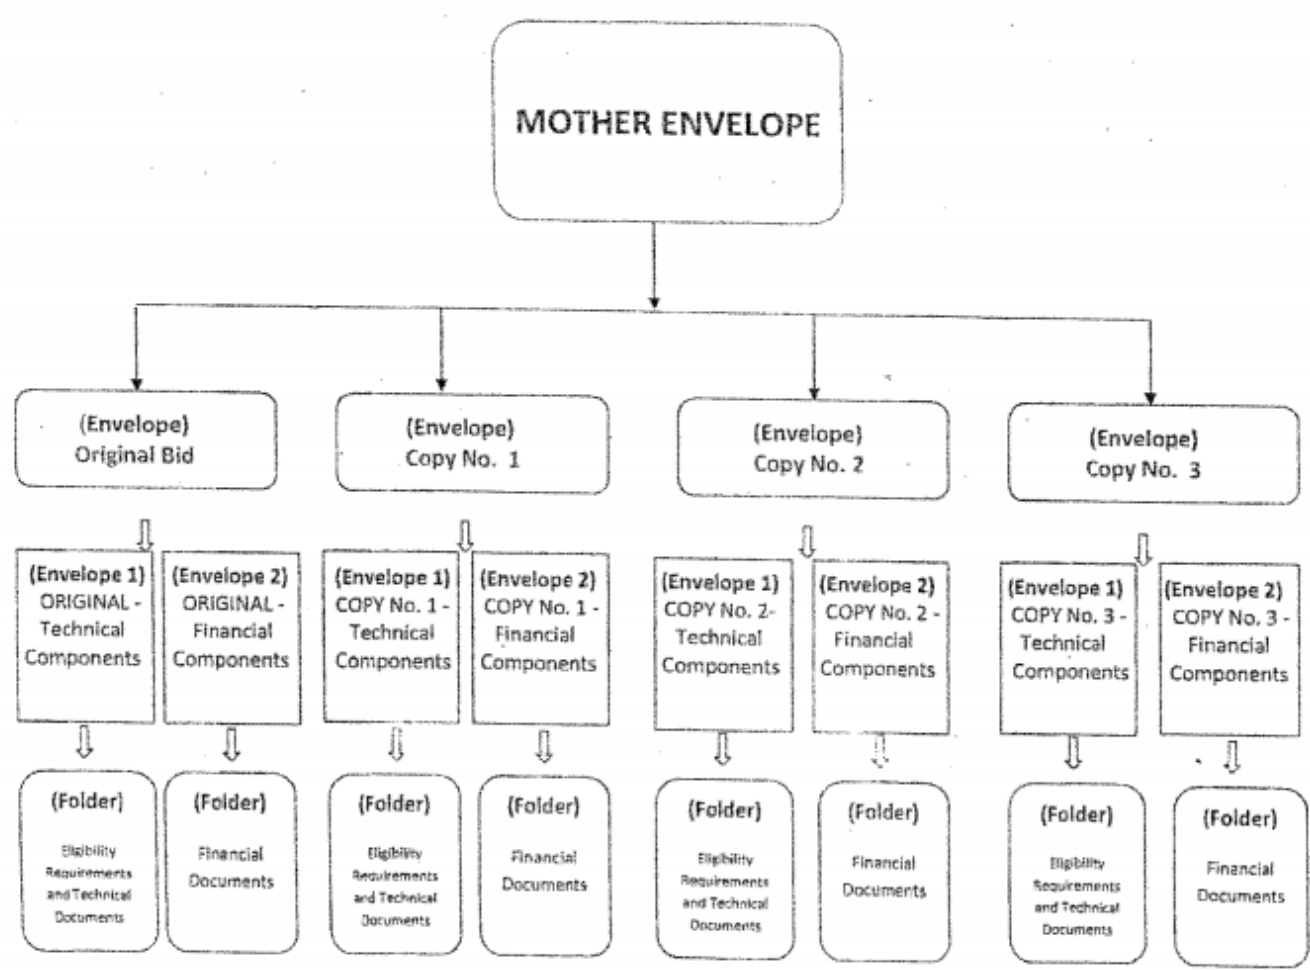 MOTHER ENVELOPE
(Envelope)
Original Bid
(Envelope)
Copy No. 1
(Envelope)
Copy No. 2
(Envelope)
Copy No. 3
(Envelope 1)
ORIGINAL -
Technical
Components
(Envelope 2)
ORIGINAL -
Financial
Components
(Envelope 1)
COPY No. 1 -
Technical
Components
(Envelope 2)
COPY No. 1 -
Financial
Components
(Envelope 1)
COPY No. 2-
Technical
Components
(Envelope 2)
COPY No. 2 -
Financial
Components
(Envelope 1)
COPY No. 3 -
Technical
Components
(Envelope 2)
COPY No. 3 -
Financial
Components
(Folder)
Eligibility
Requirements
and Technical
Documents
(Folder)
Financial
Documents
(Folder)
Eligibility
Requirements
and Technical
Documents
(Folder)
Financial
Documents
(Folder)
Eligibility
Requirements
and Technical
Documents
(Folder)
Financial
Documents
(Folder)
Eligibility
Requirements
and Technical
Documents
(Folder)
Financial
Documents